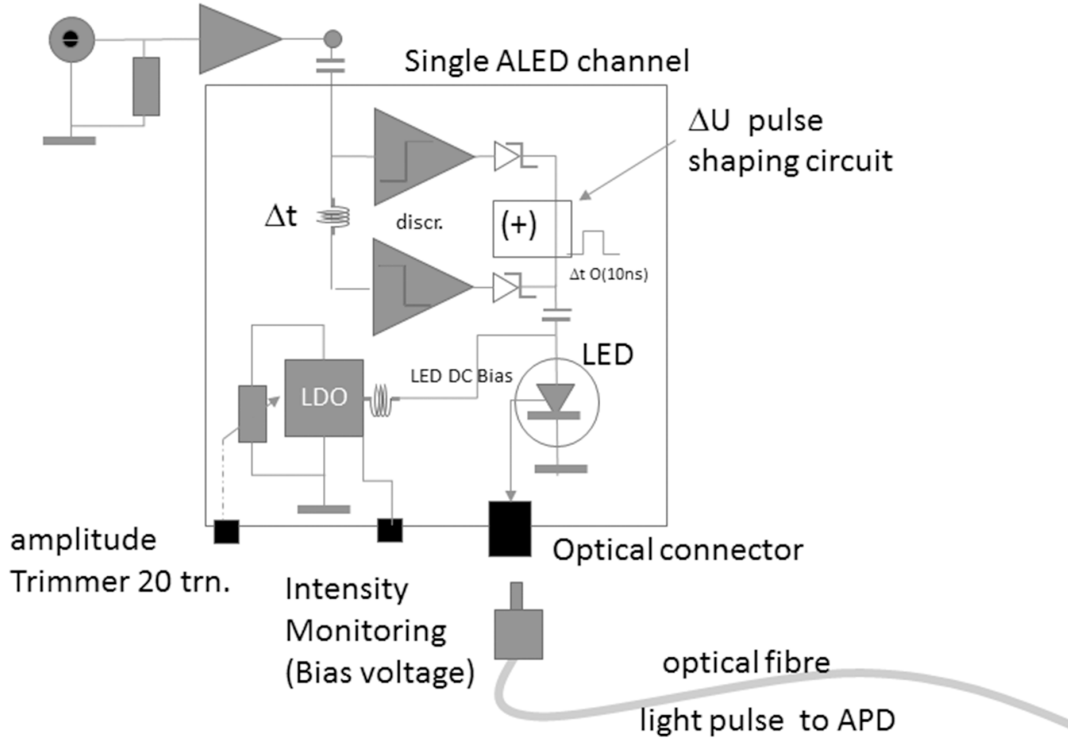 Single ALED channel
ΔU pulse
shaping circuit
Δt
discr.
(+)
Δt O(10ns)
LED
LED DC Bias
LDO
amplitude
Trimmer 20 trn.
Optical connector
Intensity
Monitoring
(Bias voltage)
optical fibre
light pulse to APD